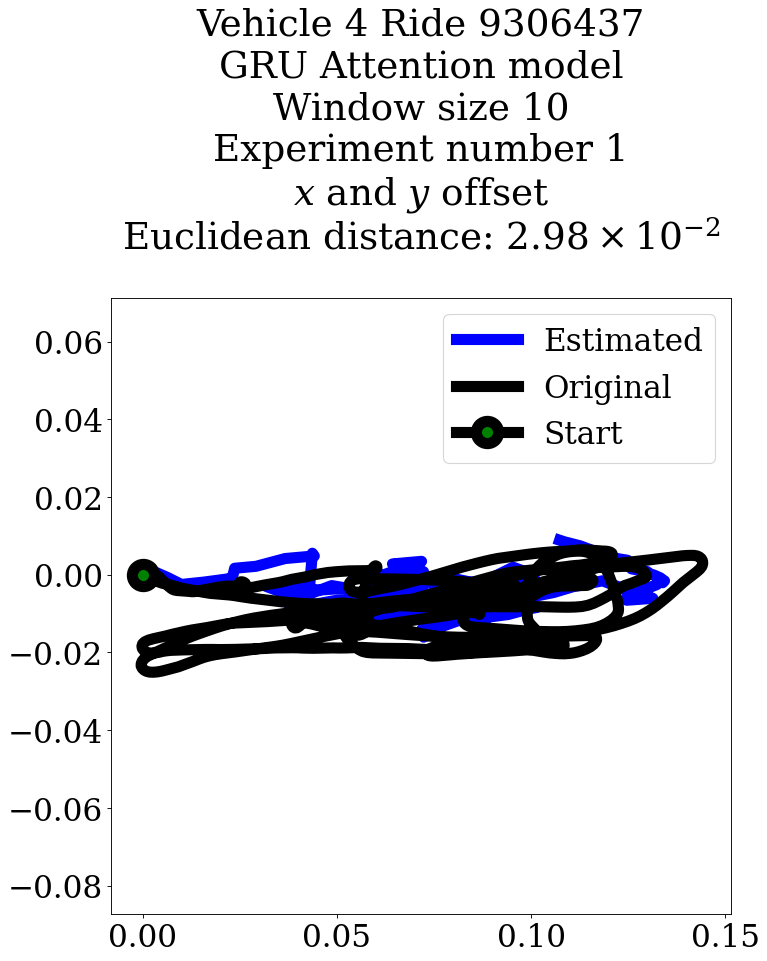 Vehicle 4 Ride 9306437
GRU Attention model
Window size 10
Experiment number 1
x and y offset
Euclidean distance: 2.98 × 10⁻²
Estimated
Original
Start
0.06
0.04
0.02
0.00
−0.02
−0.04
−0.06
−0.08
0.00 0.05 0.10 0.15